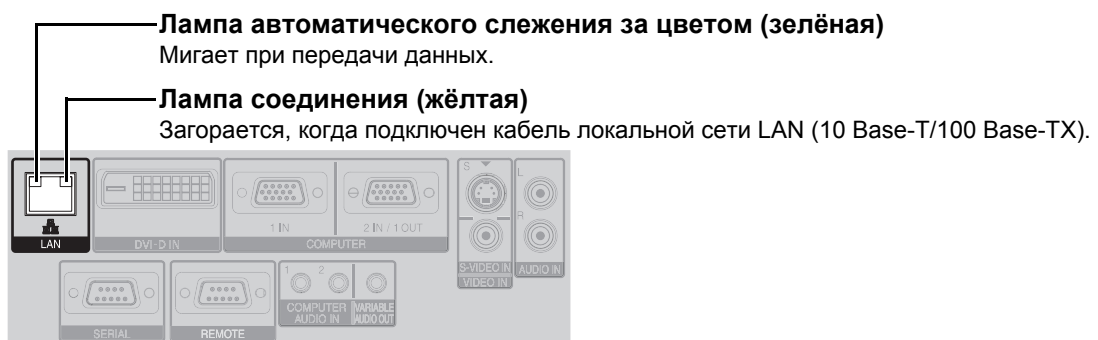 Лампа автоматического слежения за цветом (зелёная)
Мигает при передачи данных.
Лампа соединения (жёлтая)
Загорается, когда подключен кабель локальной сети LAN (10 Base-T/100 Base-TX).
LAN
DVI-D IN
1 IN
2 IN / 1 OUT
COMPUTER
S
S-VIDEO IN
VIDEO IN
L
R
AUDIO IN
SERIAL
REMOTE
1 2
COMPUTER AUDIO IN
VARIABLE AUDIO OUT